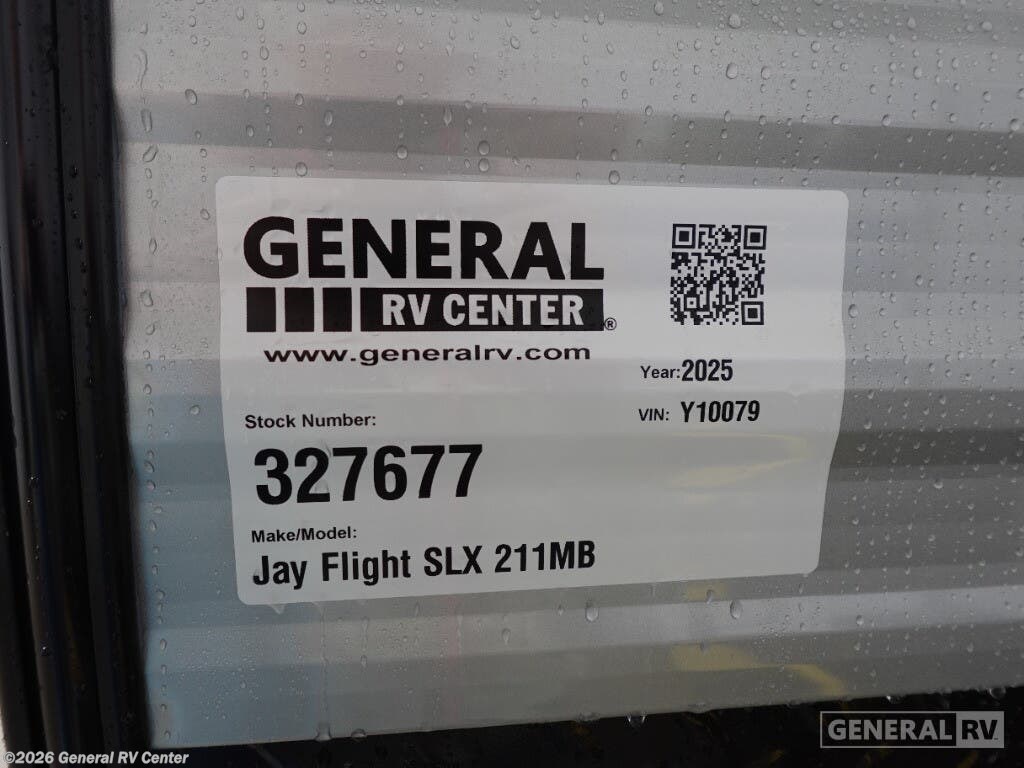 GENERAL
RV CENTER®
www.generalrv.com
Year: 2025
VIN: Y10079
Stock Number:
327677
Make/Model:
Jay Flight SLX 211MB
GENERAL RV
©2026 General RV Center